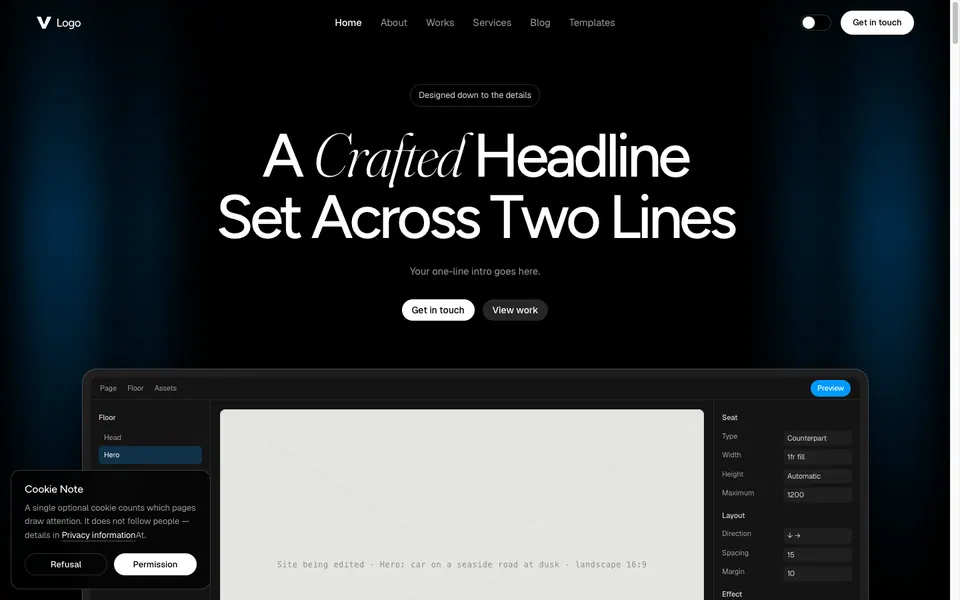 Logo
Home About Works Services Blog Templates
Get in touch
Designed down to the details
A Crafted Headline
Set Across Two Lines
Your one-line intro goes here.
Get in touch
View work
Page Floor Assets
Preview
Floor
Head
Hero
Site being edited · Hero: car on a seaside road at dusk · landscape 16:9
Seat
Type Counterpart
Width 1fr fill
Height Automatic
Maximum 1200
Layout
Direction ↓ →
Spacing 15
Margin 10
Effect
Cookie Note
A single optional cookie counts which pages
draw attention. It does not follow people —
details in Privacy informationAt.
Refusal
Permission